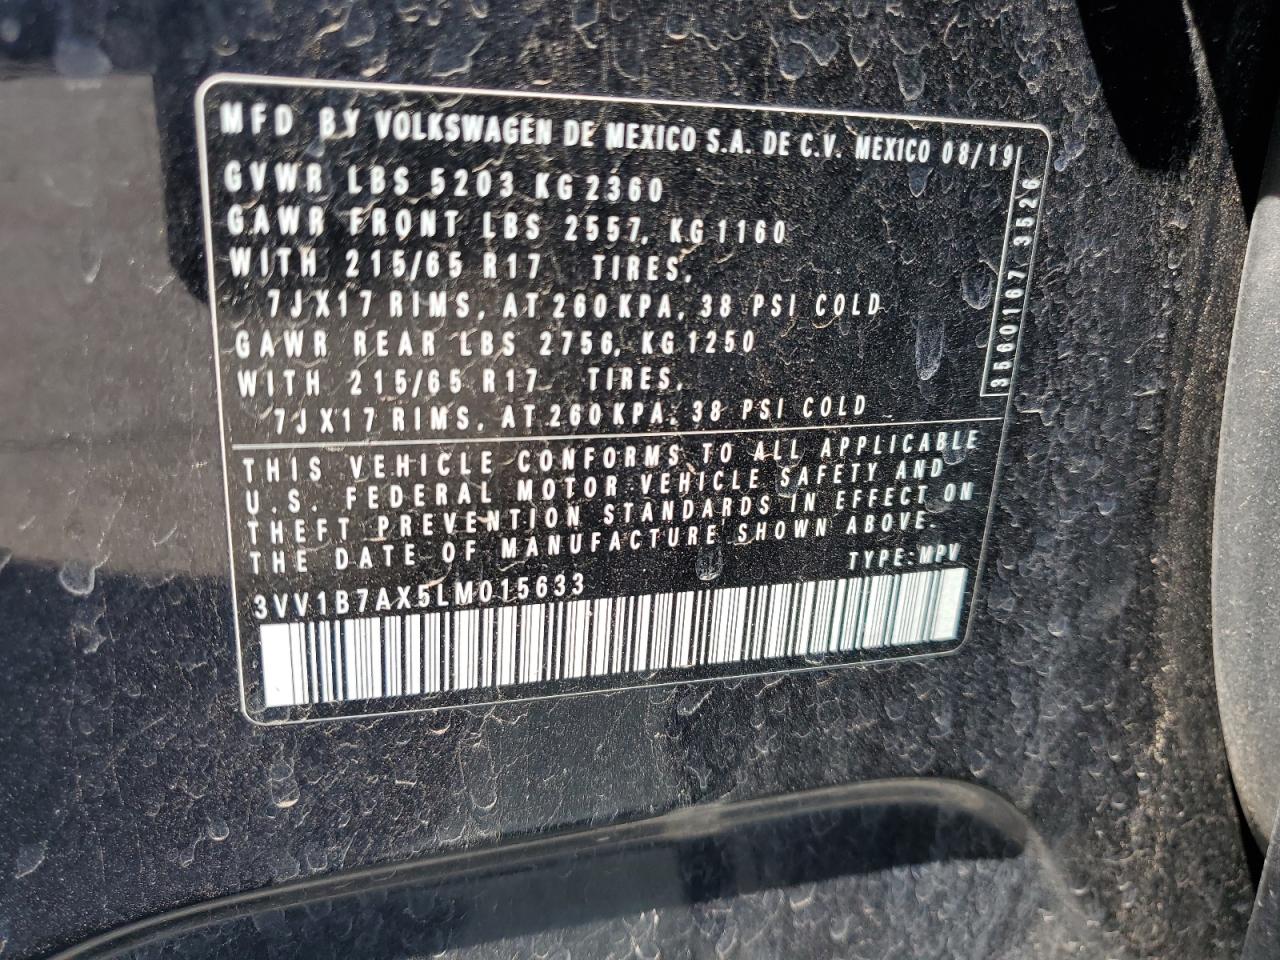 MFD BY VOLKSWAGEN DE MEXICO S.A. DE C.V. MEXICO 08/19
GVWR LBS 5203 KG 2360
GAWR FRONT LBS 2557, KG 1160
WITH 215/65 R17 TIRES,
7JX17 RIMS, AT 260 KPA, 38 PSI COLD
GAWR REAR LBS 2756, KG 1250
WITH 215/65 R17 TIRES,
7JX17 RIMS, AT 260 KPA, 38 PSI COLD
3560167 3526
THIS VEHICLE CONFORMS TO ALL APPLICABLE
U.S. FEDERAL MOTOR VEHICLE SAFETY AND
THEFT PREVENTION STANDARDS IN EFFECT ON
THE DATE OF MANUFACTURE SHOWN ABOVE.
TYPE: MPV
3VV1B7AX5LM015633